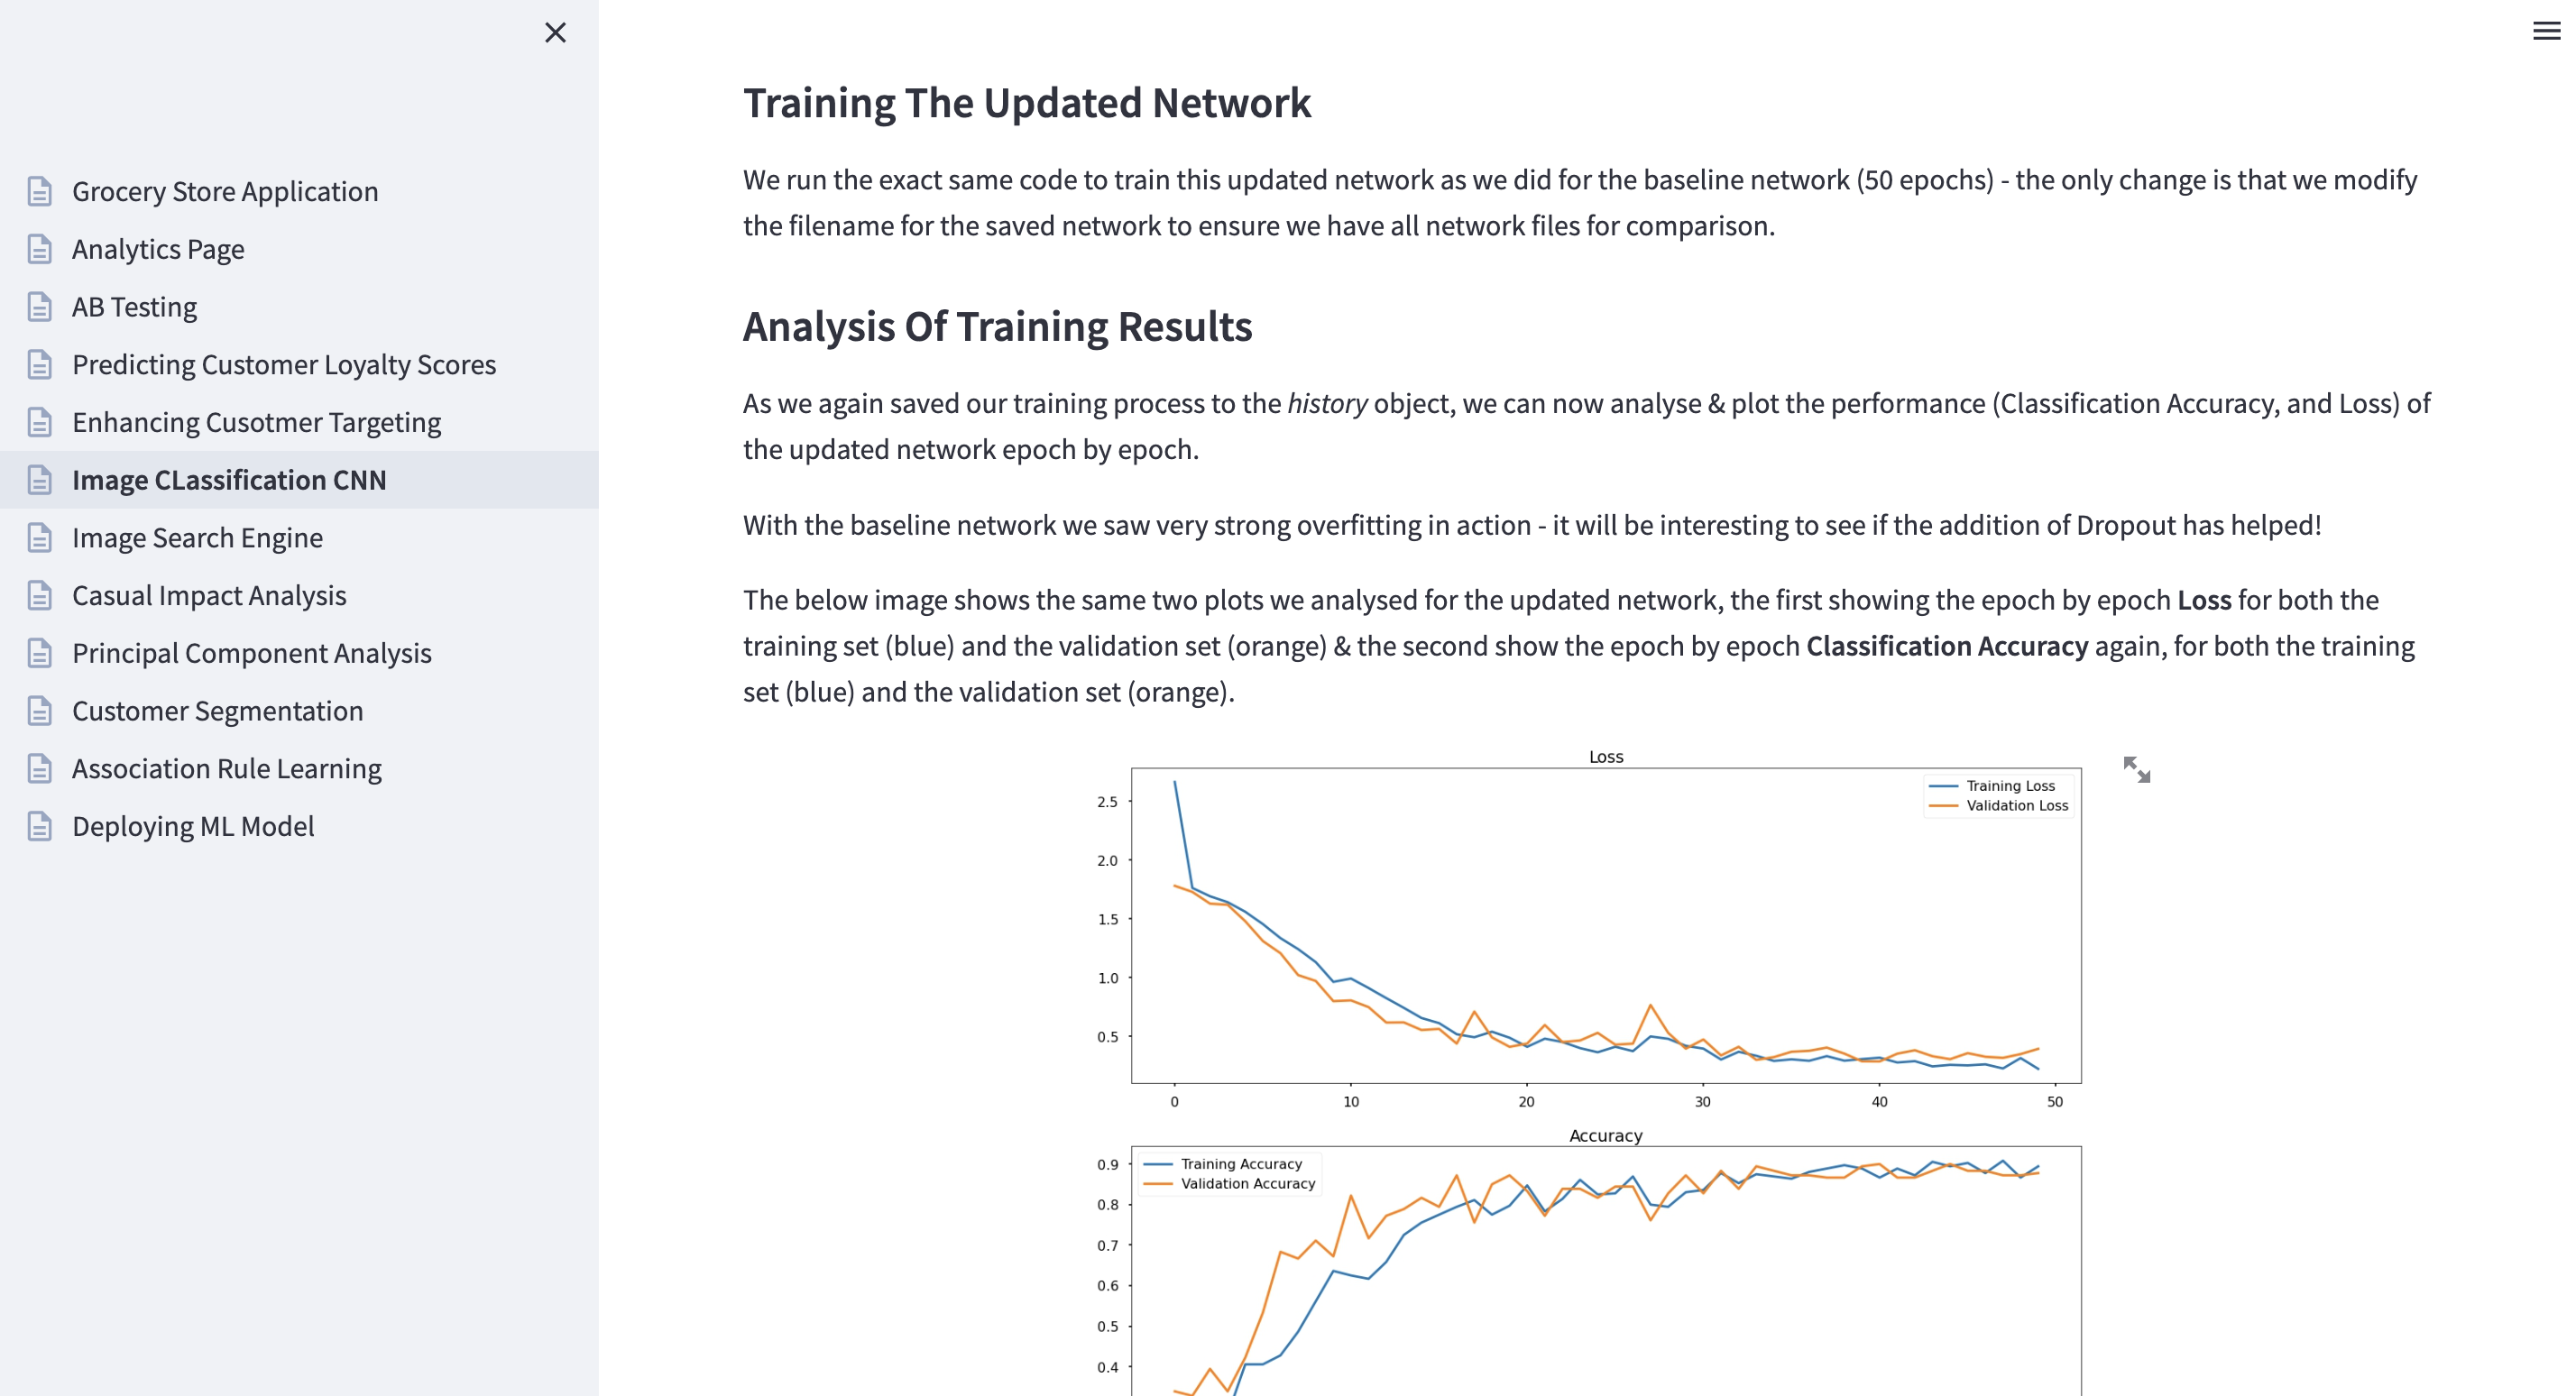 Grocery Store Application
Analytics Page
AB Testing
Predicting Customer Loyalty Scores
Enhancing Cusotmer Targeting
Image CLassification CNN
Image Search Engine
Casual Impact Analysis
Principal Component Analysis
Customer Segmentation
Association Rule Learning
Deploying ML Model
Training The Updated Network
We run the exact same code to train this updated network as we did for the baseline network (50 epochs) - the only change is that we modify
the filename for the saved network to ensure we have all network files for comparison.
Analysis Of Training Results
As we again saved our training process to the history object, we can now analyse & plot the performance (Classification Accuracy, and Loss) of
the updated network epoch by epoch.
With the baseline network we saw very strong overfitting in action - it will be interesting to see if the addition of Dropout has helped!
The below image shows the same two plots we analysed for the updated network, the first showing the epoch by epoch Loss for both the
training set (blue) and the validation set (orange) & the second show the epoch by epoch Classification Accuracy again, for both the training
set (blue) and the validation set (orange).
Loss
Training Loss
Validation Loss
2.5
2.0
1.5
1.0
0.5
0 10 20 30 40 50
Accuracy
Training Accuracy
Validation Accuracy
0.9
0.8
0.7
0.6
0.5
0.4